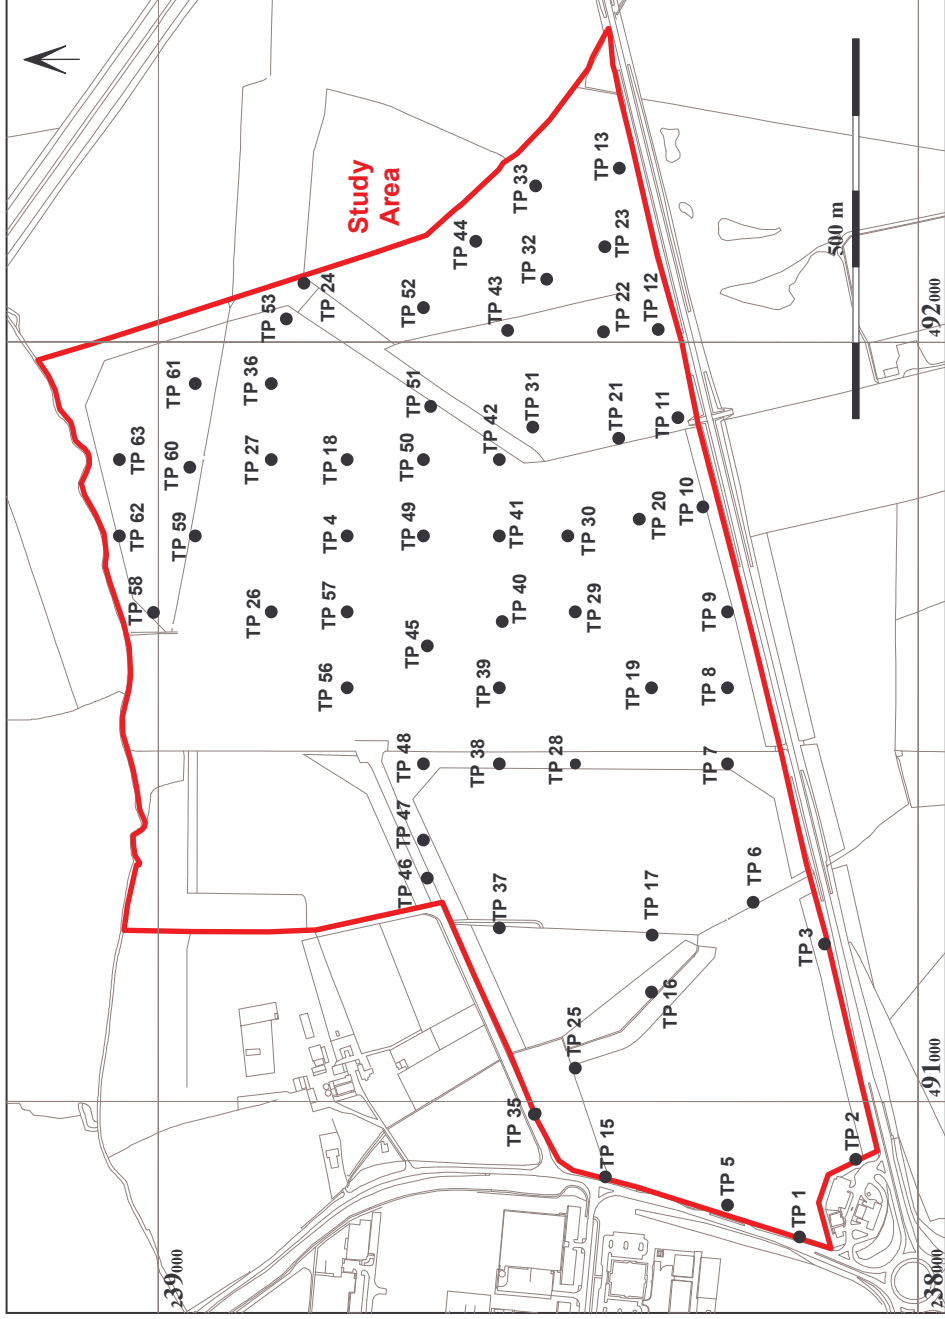 TP 62
TP 63
TP 58
TP 59
TP 60
TP 61
TP 53
TP 24
Study
Area
TP 26
TP 27
TP 36
TP 56
TP 57
TP 4
TP 18
TP 52
TP 46
TP 47
TP 48
TP 45
TP 49
TP 50
TP 51
TP 44
TP 37
TP 38
TP 39
TP 40
TP 41
TP 42
TP 43
TP 31
TP 32
TP 33
TP 35
TP 25
TP 28
TP 29
TP 30
TP 15
TP 16
TP 17
TP 19
TP 20
TP 21
TP 22
TP 23
TP 13
TP 12
TP 11
TP 10
TP 5
TP 6
TP 7
TP 8
TP 9
TP 1
TP 2
TP 3
500 m
239000
238000
491000
492000